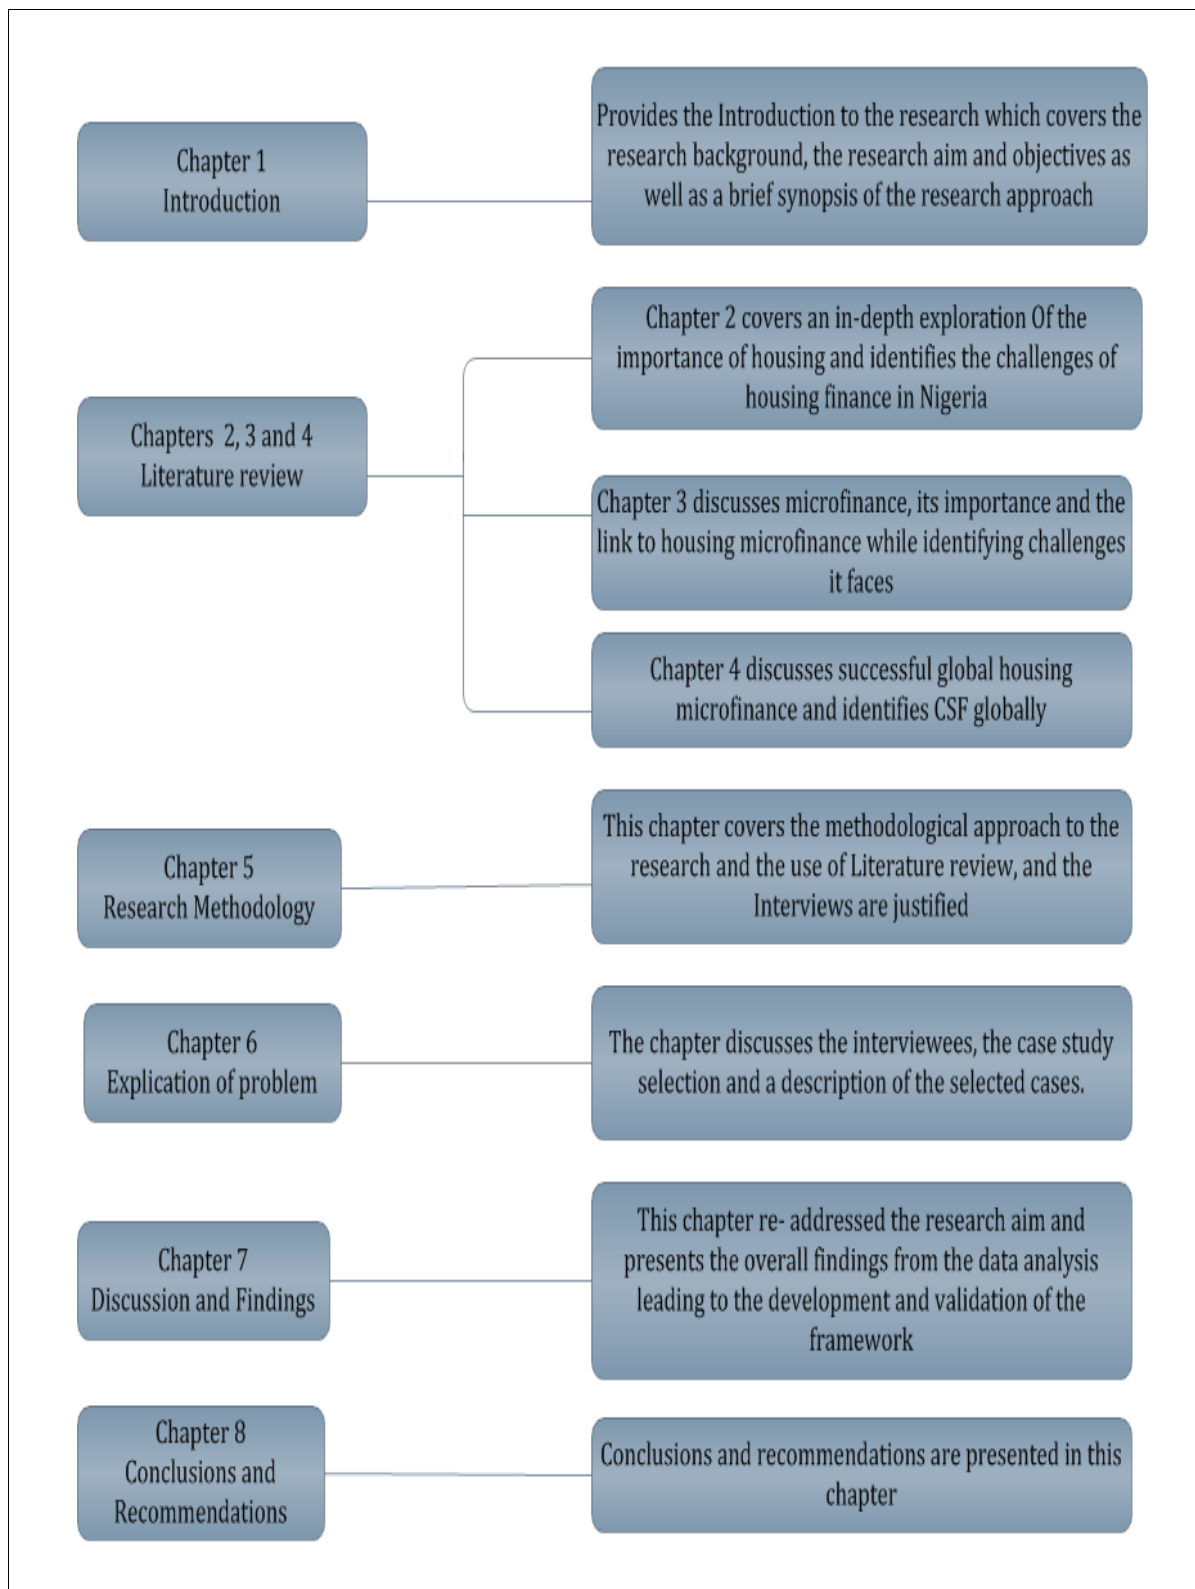 Chapter 1
Introduction
Provides the Introduction to the research which covers the
research background, the research aim and objectives as
well as a brief synopsis of the research approach
Chapters 2, 3 and 4
Literature review
Chapter 2 covers an in-depth exploration Of the
importance of housing and identifies the challenges of
housing finance in Nigeria
Chapter 3 discusses microfinance, its importance and the
link to housing microfinance while identifying challenges
it faces
Chapter 4 discusses successful global housing
microfinance and identifies CSF globally
Chapter 5
Research Methodology
This chapter covers the methodological approach to the
research and the use of Literature review, and the
Interviews are justified
Chapter 6
Explication of problem
The chapter discusses the interviewees, the case study
selection and a description of the selected cases.
Chapter 7
Discussion and Findings
This chapter re- addressed the research aim and
presents the overall findings from the data analysis
leading to the development and validation of the
framework
Chapter 8
Conclusions and
Recommendations
Conclusions and recommendations are presented in this
chapter